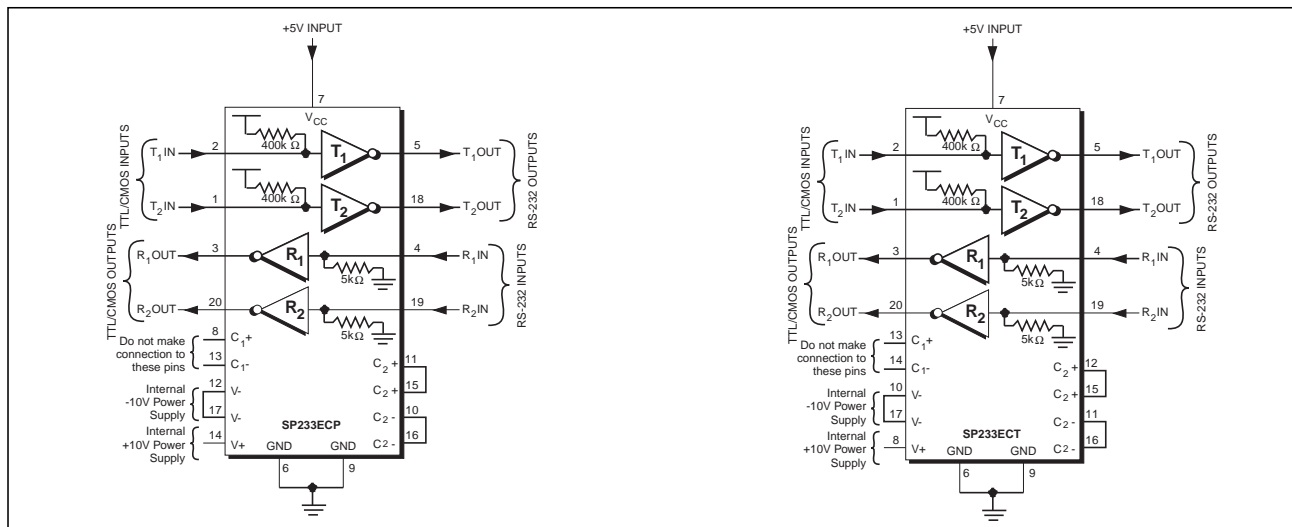 +5V INPUT
7
VCC
TTL/CMOS INPUTS
T1IN
2
400k Ω
T1
5
T1OUT
RS-232 OUTPUTS
T2IN
1
400k Ω
T2
18
T2OUT
TTL/CMOS OUTPUTS
R1OUT
3
R1
5kΩ
4
R1IN
RS-232 INPUTS
R2OUT
20
R2
5kΩ
19
R2IN
Do not make
connection to
these pins
8
C1+
13
C1-
Internal
-10V Power
Supply
12
V-
17
V-
Internal
+10V Power
Supply
14
V+
C2+
11
C2+
15
C2-
10
C2-
16
SP233ECP
GND
GND
6
9
+5V INPUT
7
VCC
TTL/CMOS INPUTS
T1IN
2
400k Ω
T1
5
T1OUT
RS-232 OUTPUTS
T2IN
1
400k Ω
T2
18
T2OUT
TTL/CMOS OUTPUTS
R1OUT
3
R1
5kΩ
4
R1IN
RS-232 INPUTS
R2OUT
20
R2
5kΩ
19
R2IN
Do not make
connection to
these pins
13
C1+
14
C1-
Internal
-10V Power
Supply
10
V-
17
V-
Internal
+10V Power
Supply
8
V+
C2+
12
C2+
15
C2-
11
C2-
16
SP233ECT
GND
GND
6
9